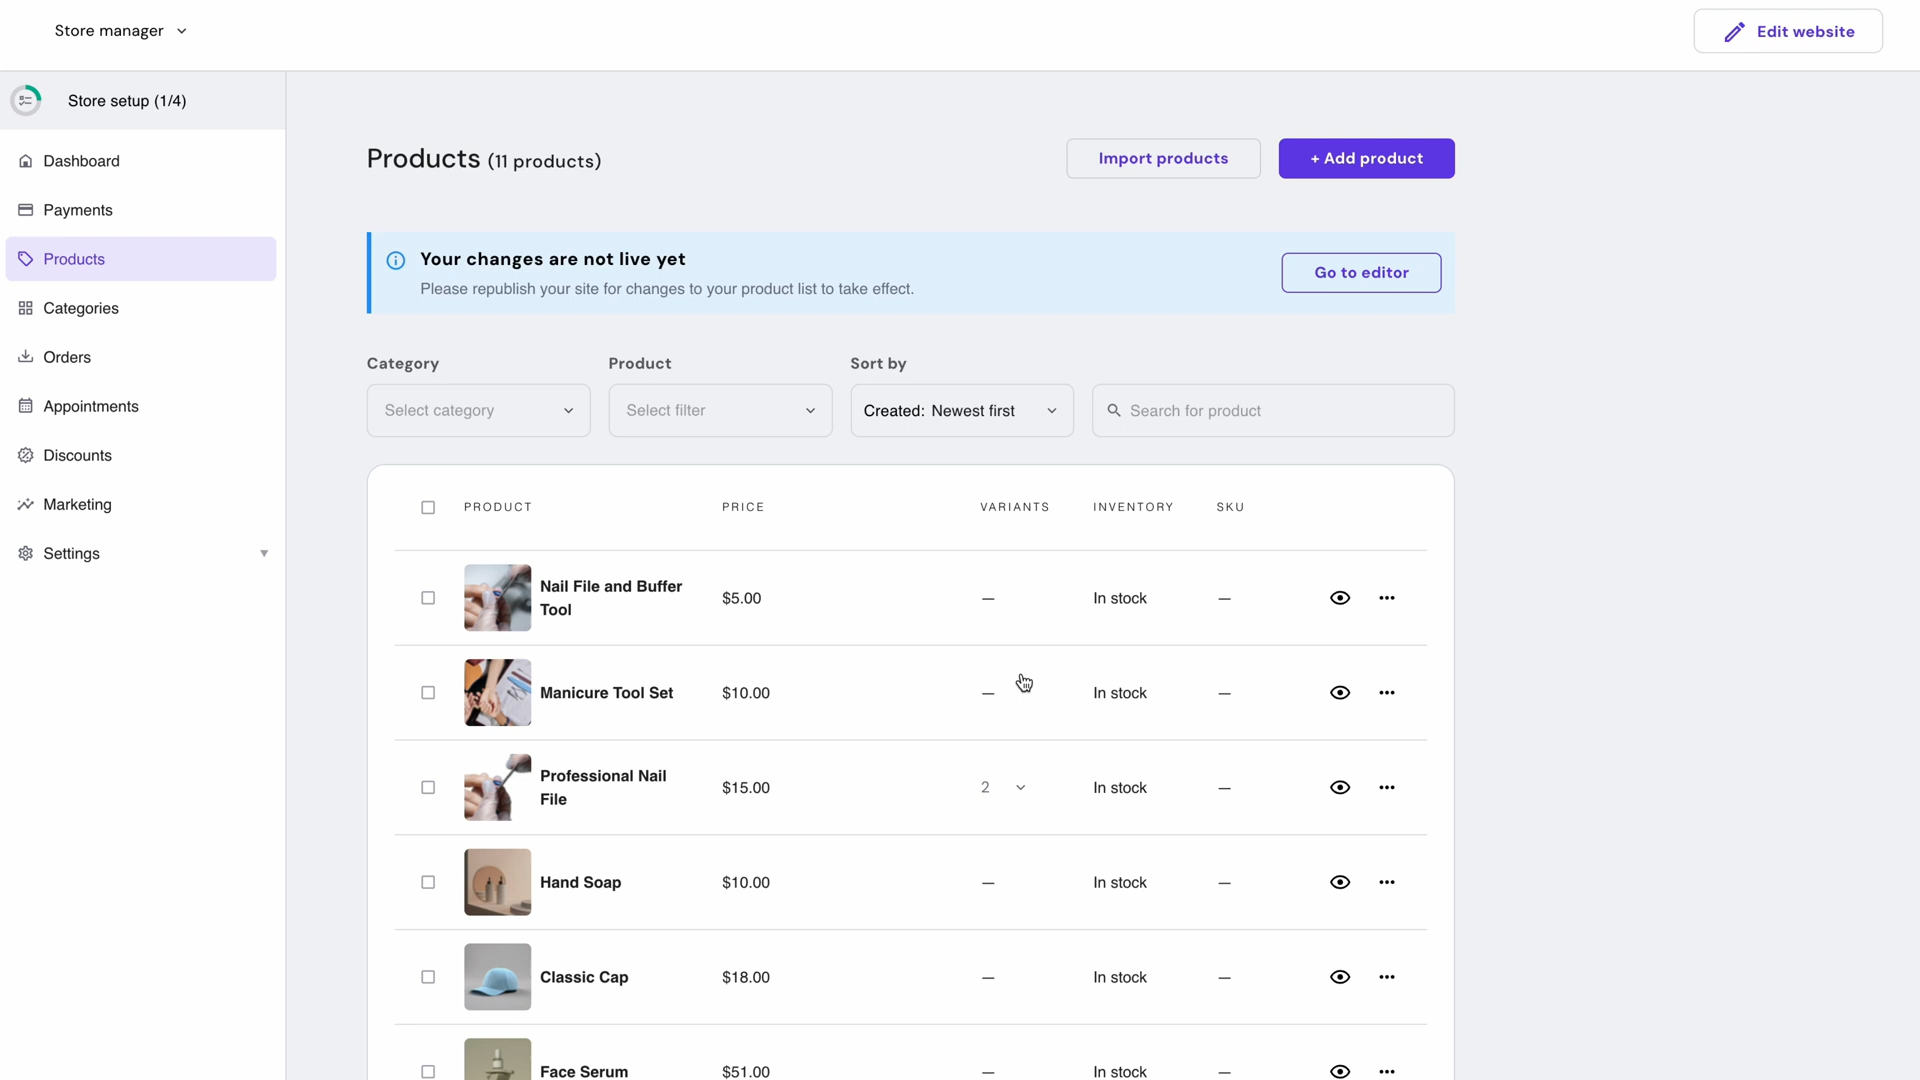 Store manager
Edit website
Store setup (1/4)
Dashboard
Payments
Products
Categories
Orders
Appointments
Discounts
Marketing
Settings
Products (11 products)
Import products
+ Add product
Your changes are not live yet
Please republish your site for changes to your product list to take effect.
Go to editor
Category
Product
Sort by
Select category
Select filter
Created: Newest first
Search for product
PRODUCT PRICE VARIANTS INVENTORY SKU
Nail File and Buffer
Tool
$5.00 — In stock —
Manicure Tool Set $10.00 — In stock —
Professional Nail
File
$15.00 2 In stock —
Hand Soap $10.00 — In stock —
Classic Cap $18.00 — In stock —
Face Serum $51.00 — In stock —